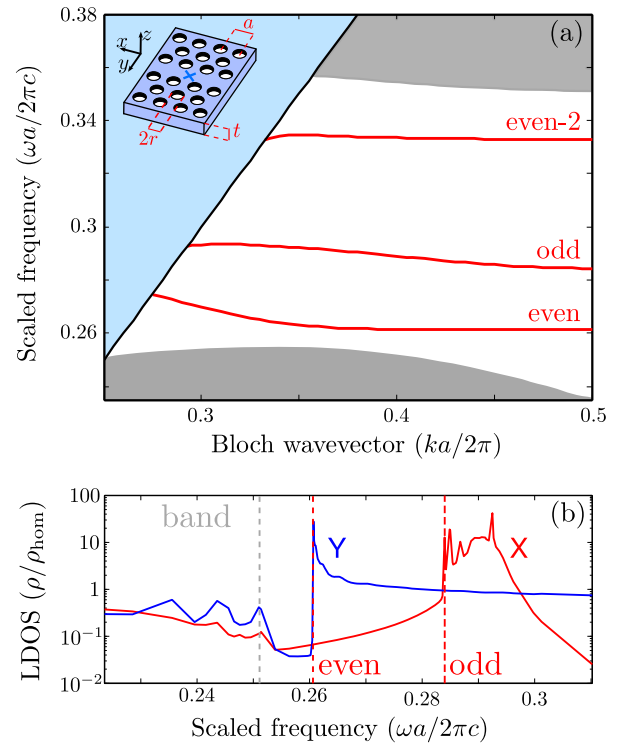 0.38
0.34
0.3
0.26
Scaled frequency (ωa/2πc)
(a)
x
y
z
a
2r
t
even-2
odd
even
0.3
0.4
0.5
Bloch wavevector (ka/2π)
(b)
100
10
1
10⁻¹
10⁻²
LDOS (ρ/ρhom)
band
Y
X
even
odd
0.24
0.26
0.28
0.3
Scaled frequency (ωa/2πc)